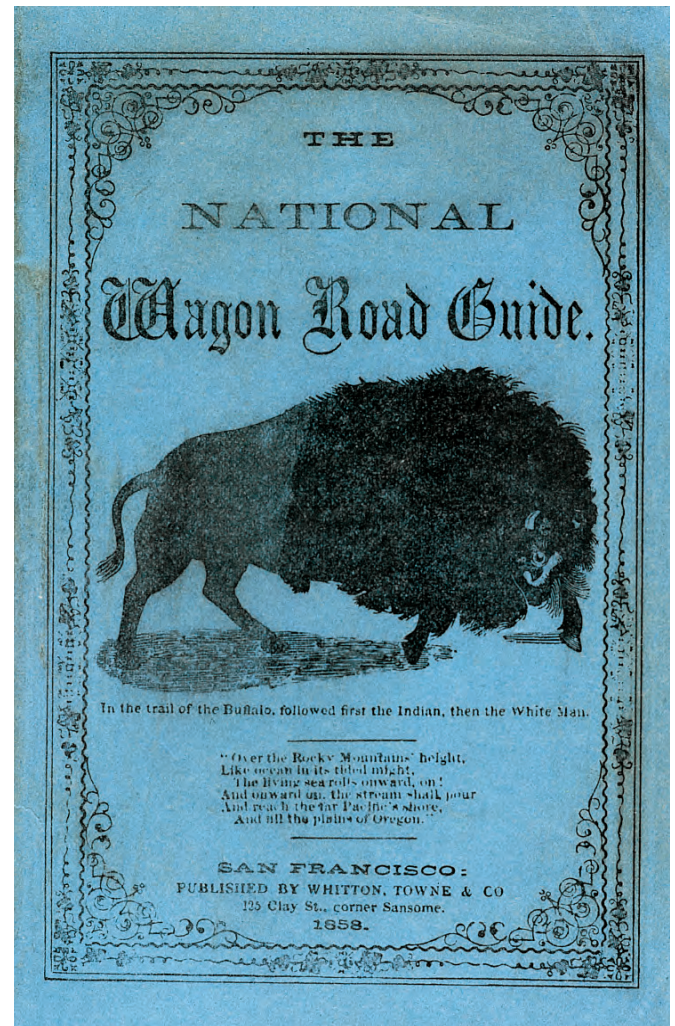 THE
NATIONAL
Wagon Road Guide.
In the trail of the Buffalo, followed first the Indian, then the White Man.
"Over the Rocky Mountains' height,
Like ocean in its tided might,
The living sea rolls onward, on!
And onward on, the stream shall pour
And reach the far Pacific's shore,
And fill the plains of Oregon."
SAN FRANCISCO:
PUBLISHED BY WHITTON, TOWNE & CO
125 Clay St., corner Sansome.
1858.